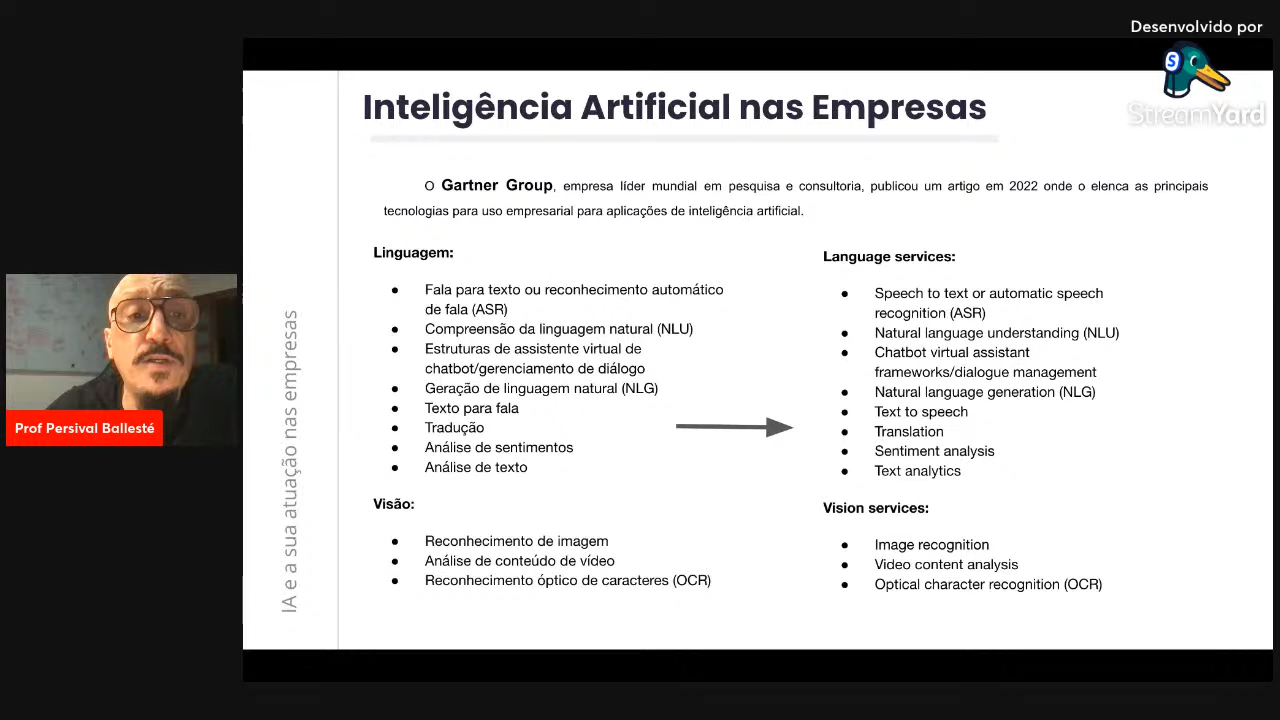 Desenvolvido por
S
StreamYard
Inteligência Artificial nas Empresas
O Gartner Group, empresa líder mundial em pesquisa e consultoria, publicou um artigo em 2022 onde o elenca as principais
tecnologias para uso empresarial para aplicações de inteligência artificial.
Linguagem:
● Fala para texto ou reconhecimento automático
de fala (ASR)
● Compreensão da linguagem natural (NLU)
● Estruturas de assistente virtual de
chatbot/gerenciamento de diálogo
● Geração de linguagem natural (NLG)
● Texto para fala
● Tradução
● Análise de sentimentos
● Análise de texto
Visão:
● Reconhecimento de imagem
● Análise de conteúdo de vídeo
● Reconhecimento óptico de caracteres (OCR)
Language services:
● Speech to text or automatic speech
recognition (ASR)
● Natural language understanding (NLU)
● Chatbot virtual assistant
frameworks/dialogue management
● Natural language generation (NLG)
● Text to speech
● Translation
● Sentiment analysis
● Text analytics
Vision services:
● Image recognition
● Video content analysis
● Optical character recognition (OCR)
IA e a sua atuação nas empresas
Prof Persival Ballesté